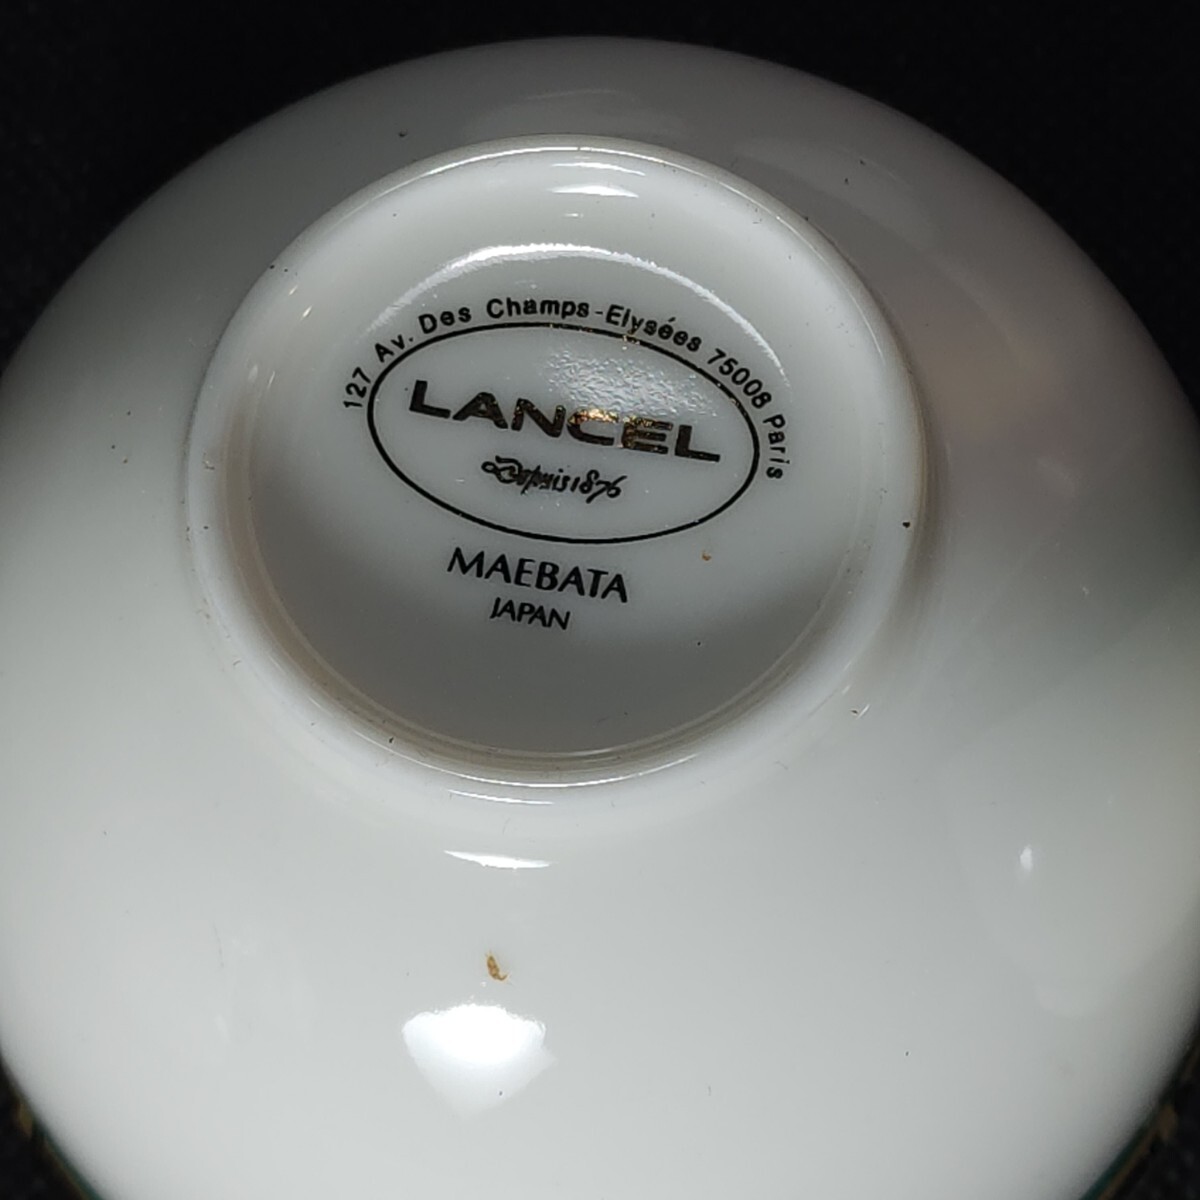 127 Av. Des Champs-Elysées 75008 Paris
LANCEL
Depuis 1876
MAEBATA
JAPAN